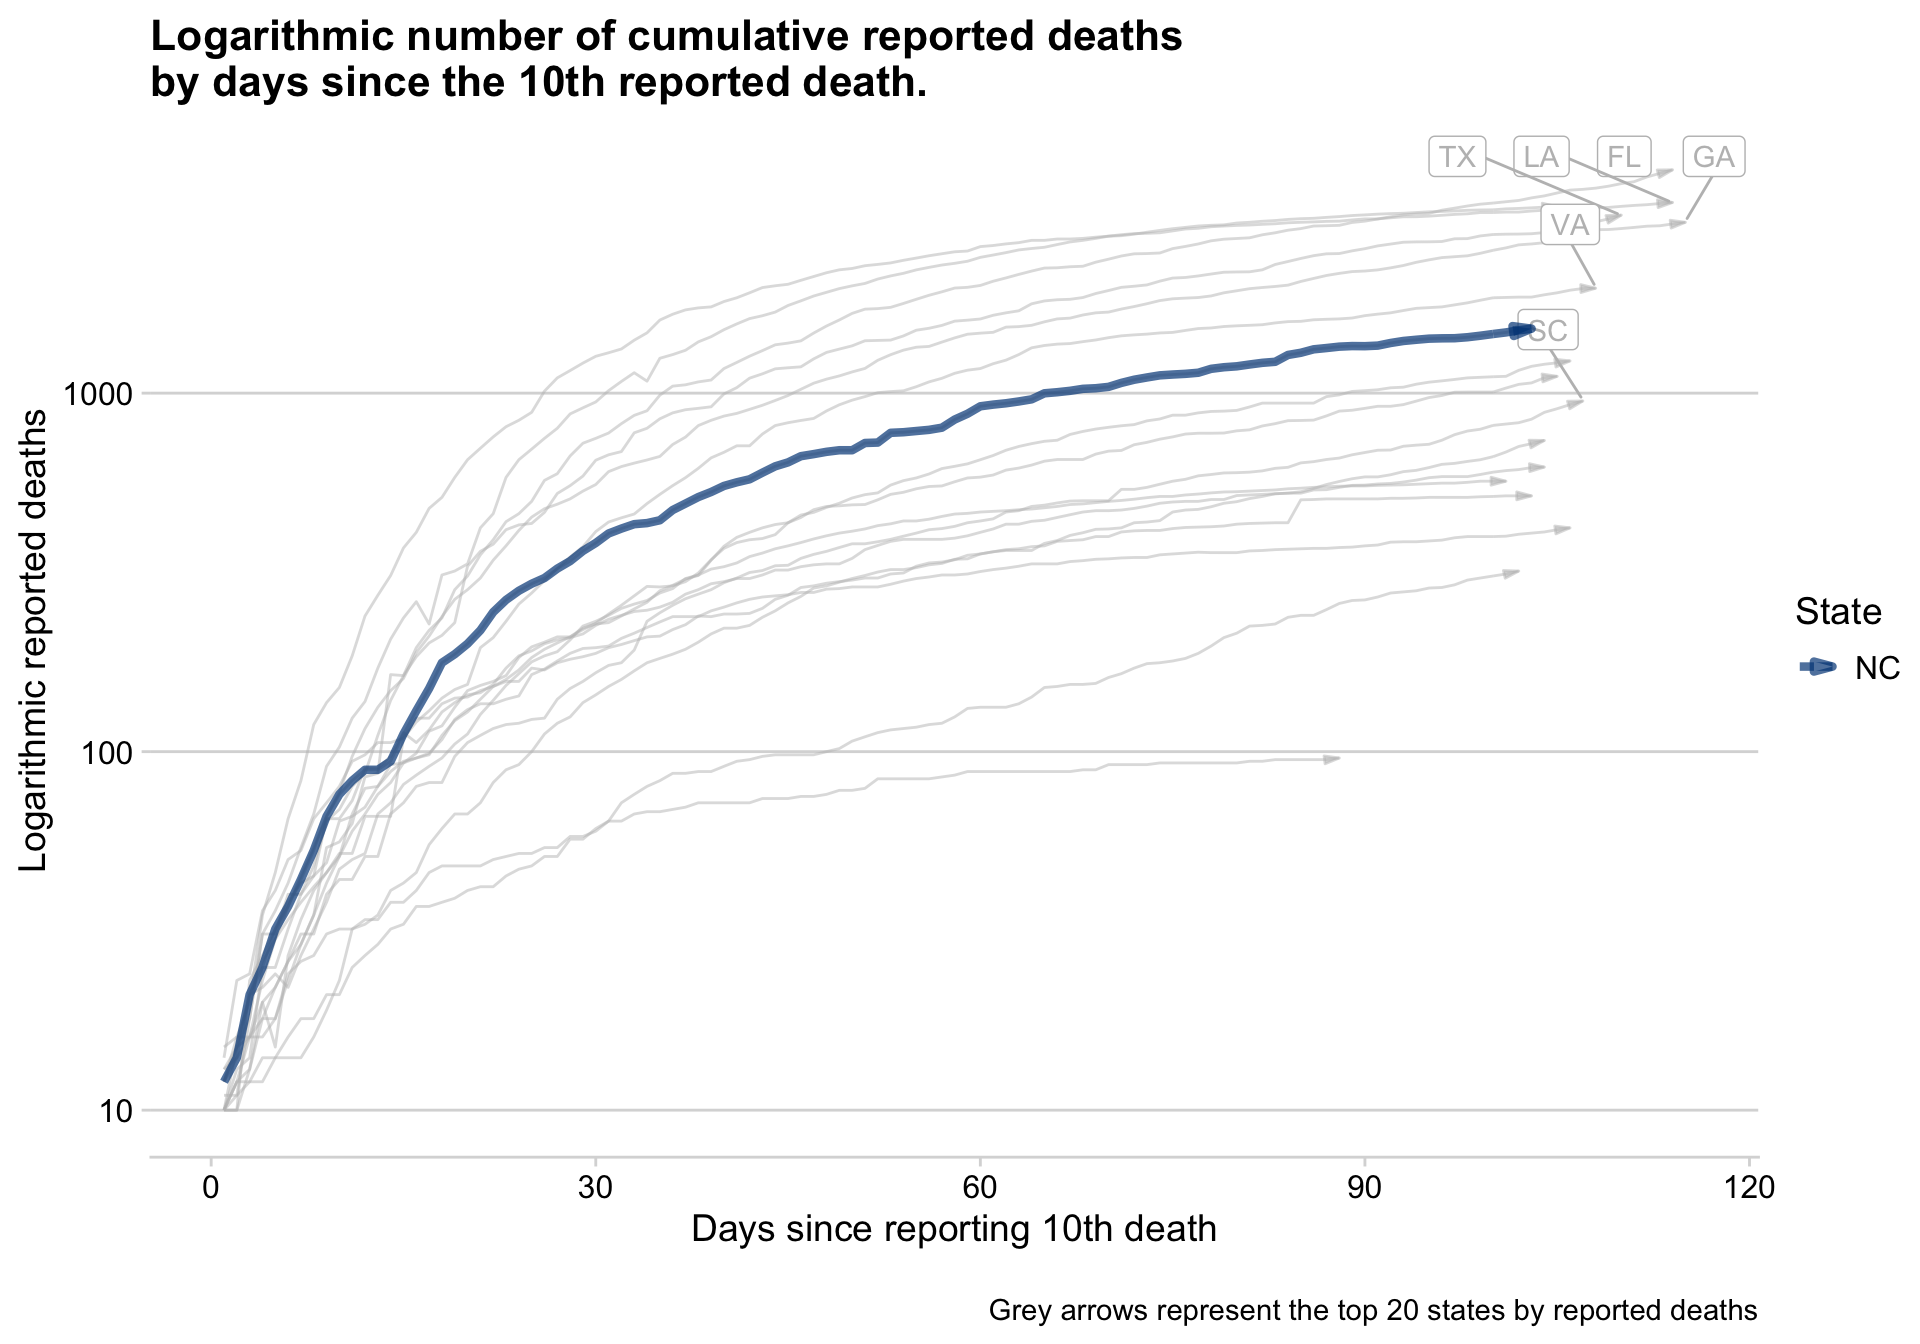 Logarithmic number of cumulative reported deaths
by days since the 10th reported death.
TX LA FL GA
VA
SC
1000
100
10
Logarithmic reported deaths
State
NC
0 30 60 90 120
Days since reporting 10th death
Grey arrows represent the top 20 states by reported deaths